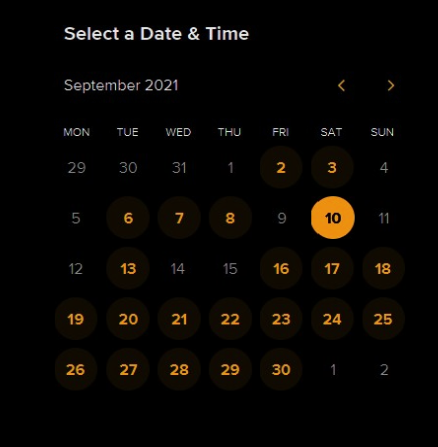 Select a Date & Time
September 2021
MON TUE WED THU FRI SAT SUN
29 30 31 1 2 3 4
5 6 7 8 9 10 11
12 13 14 15 16 17 18
19 20 21 22 23 24 25
26 27 28 29 30 1 2